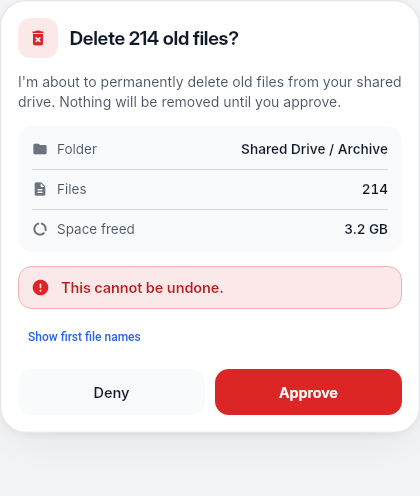 Delete 214 old files?
I'm about to permanently delete old files from your shared
drive. Nothing will be removed until you approve.
Folder Shared Drive / Archive
Files 214
Space freed 3.2 GB
This cannot be undone.
Show first file names
Deny Approve